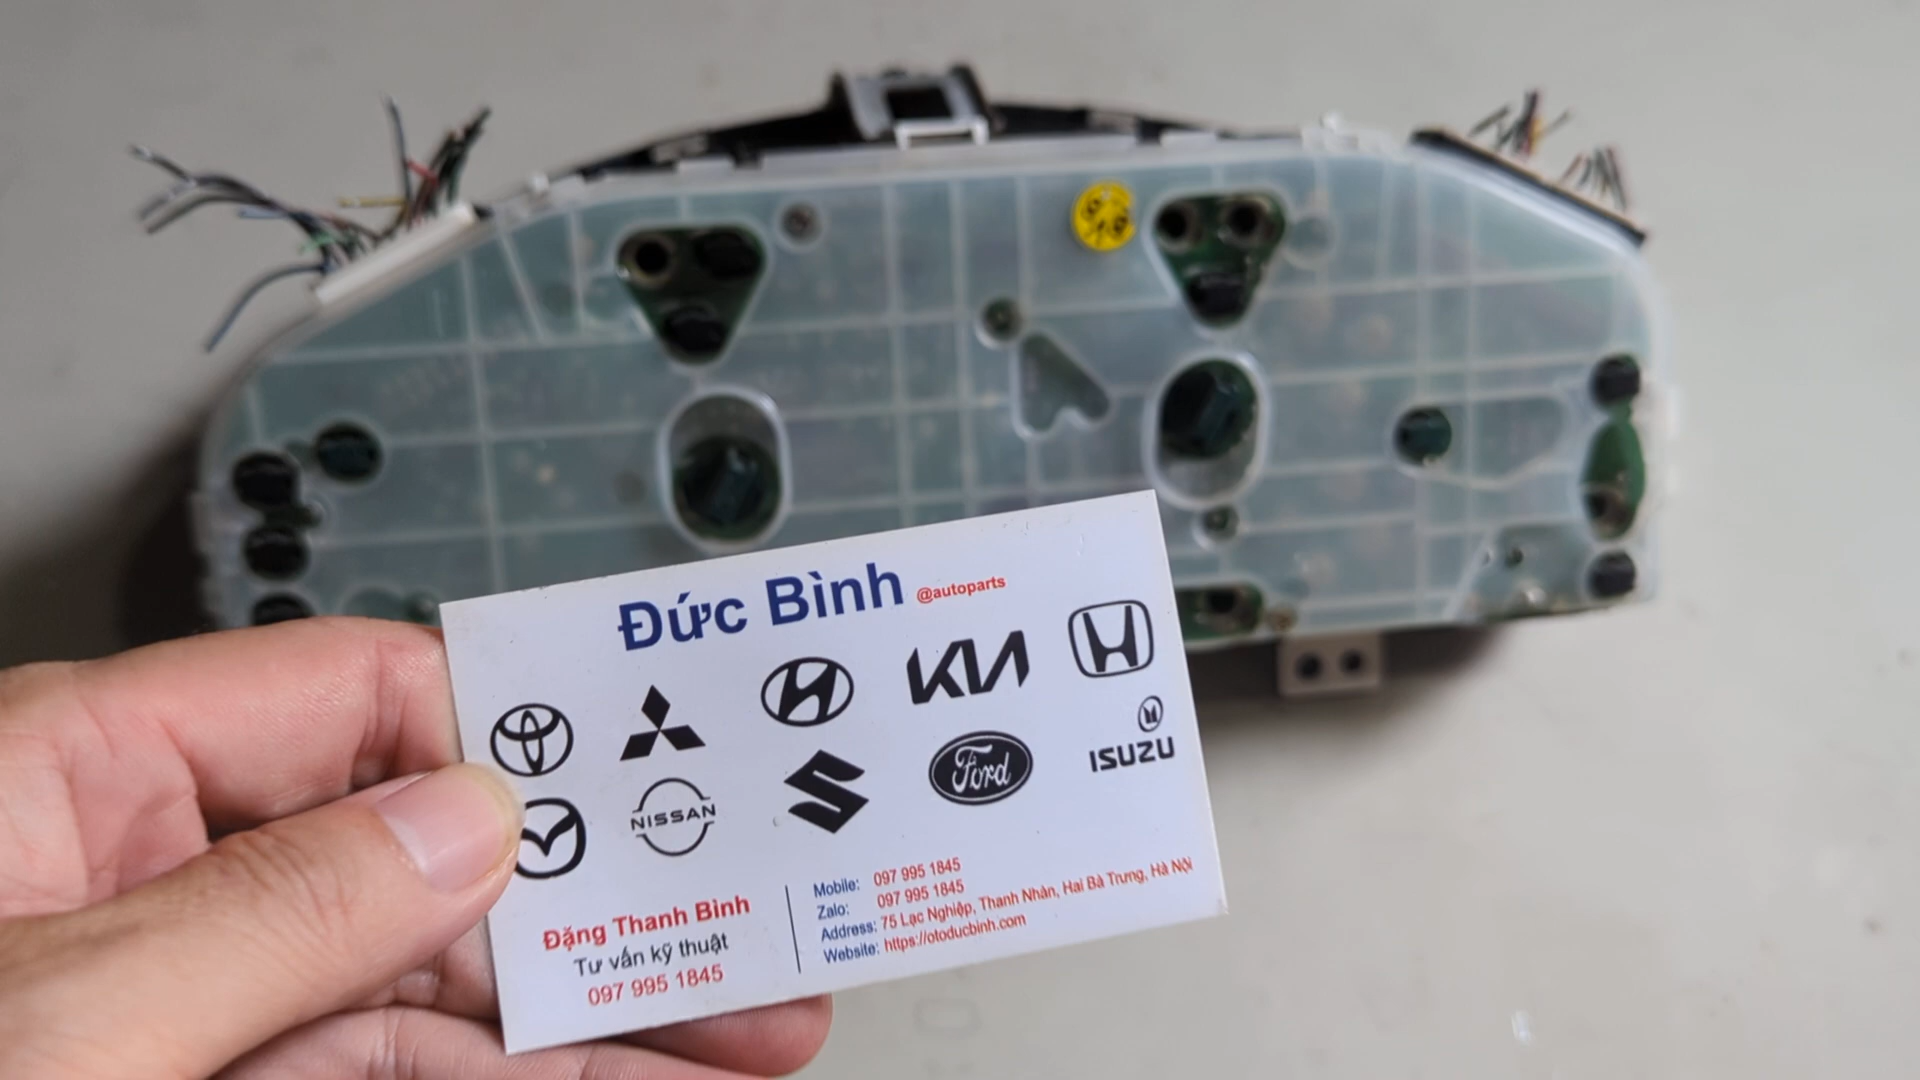 Đức Bình @autoparts
KIA
NISSAN
Ford
ISUZU
Đặng Thanh Bình
Tư vấn kỹ thuật
097 995 1845
Mobile: 097 995 1845
Zalo: 097 995 1845
Address: 75 Lạc Nghiệp, Thanh Nhàn, Hai Bà Trưng, Hà Nội
Website: https://otoducbinh.com